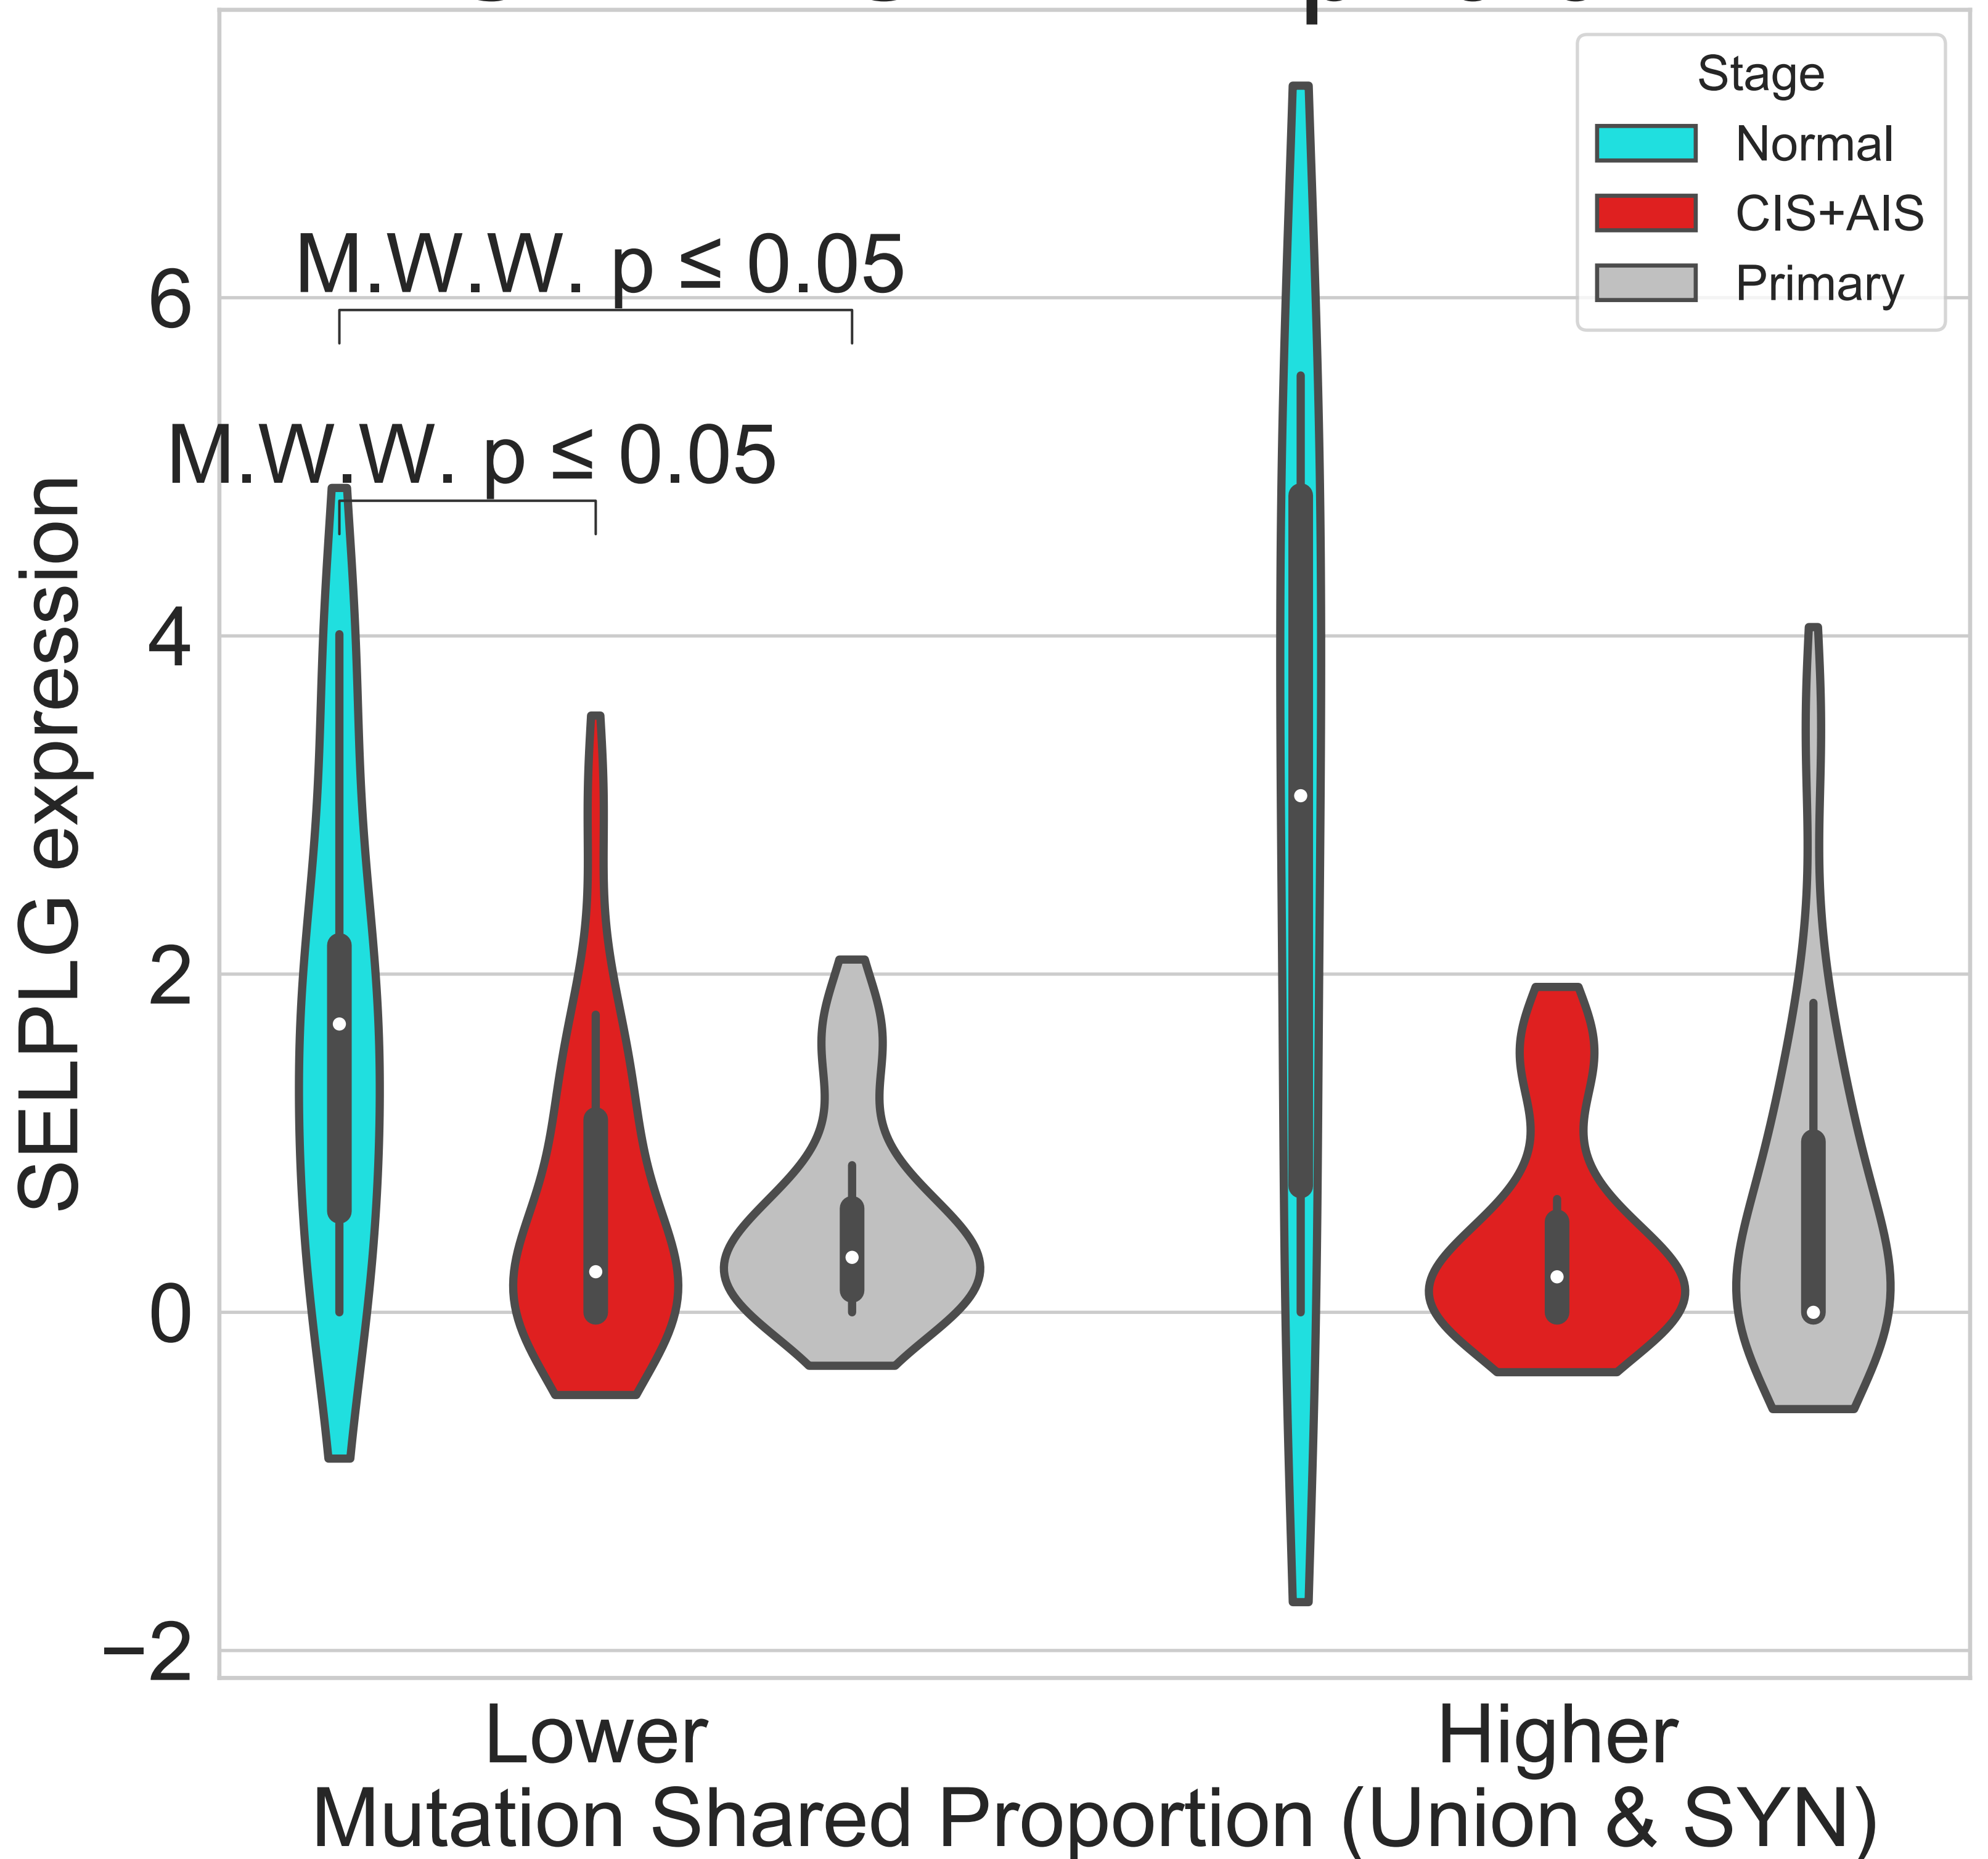 Stage
Normal
CIS+AIS
Primary
M.W.W. p ≤ 0.05
M.W.W. p ≤ 0.05
6
4
2
0
−2
SELPLG expression
Lower
Higher
Mutation Shared Proportion (Union & SYN)